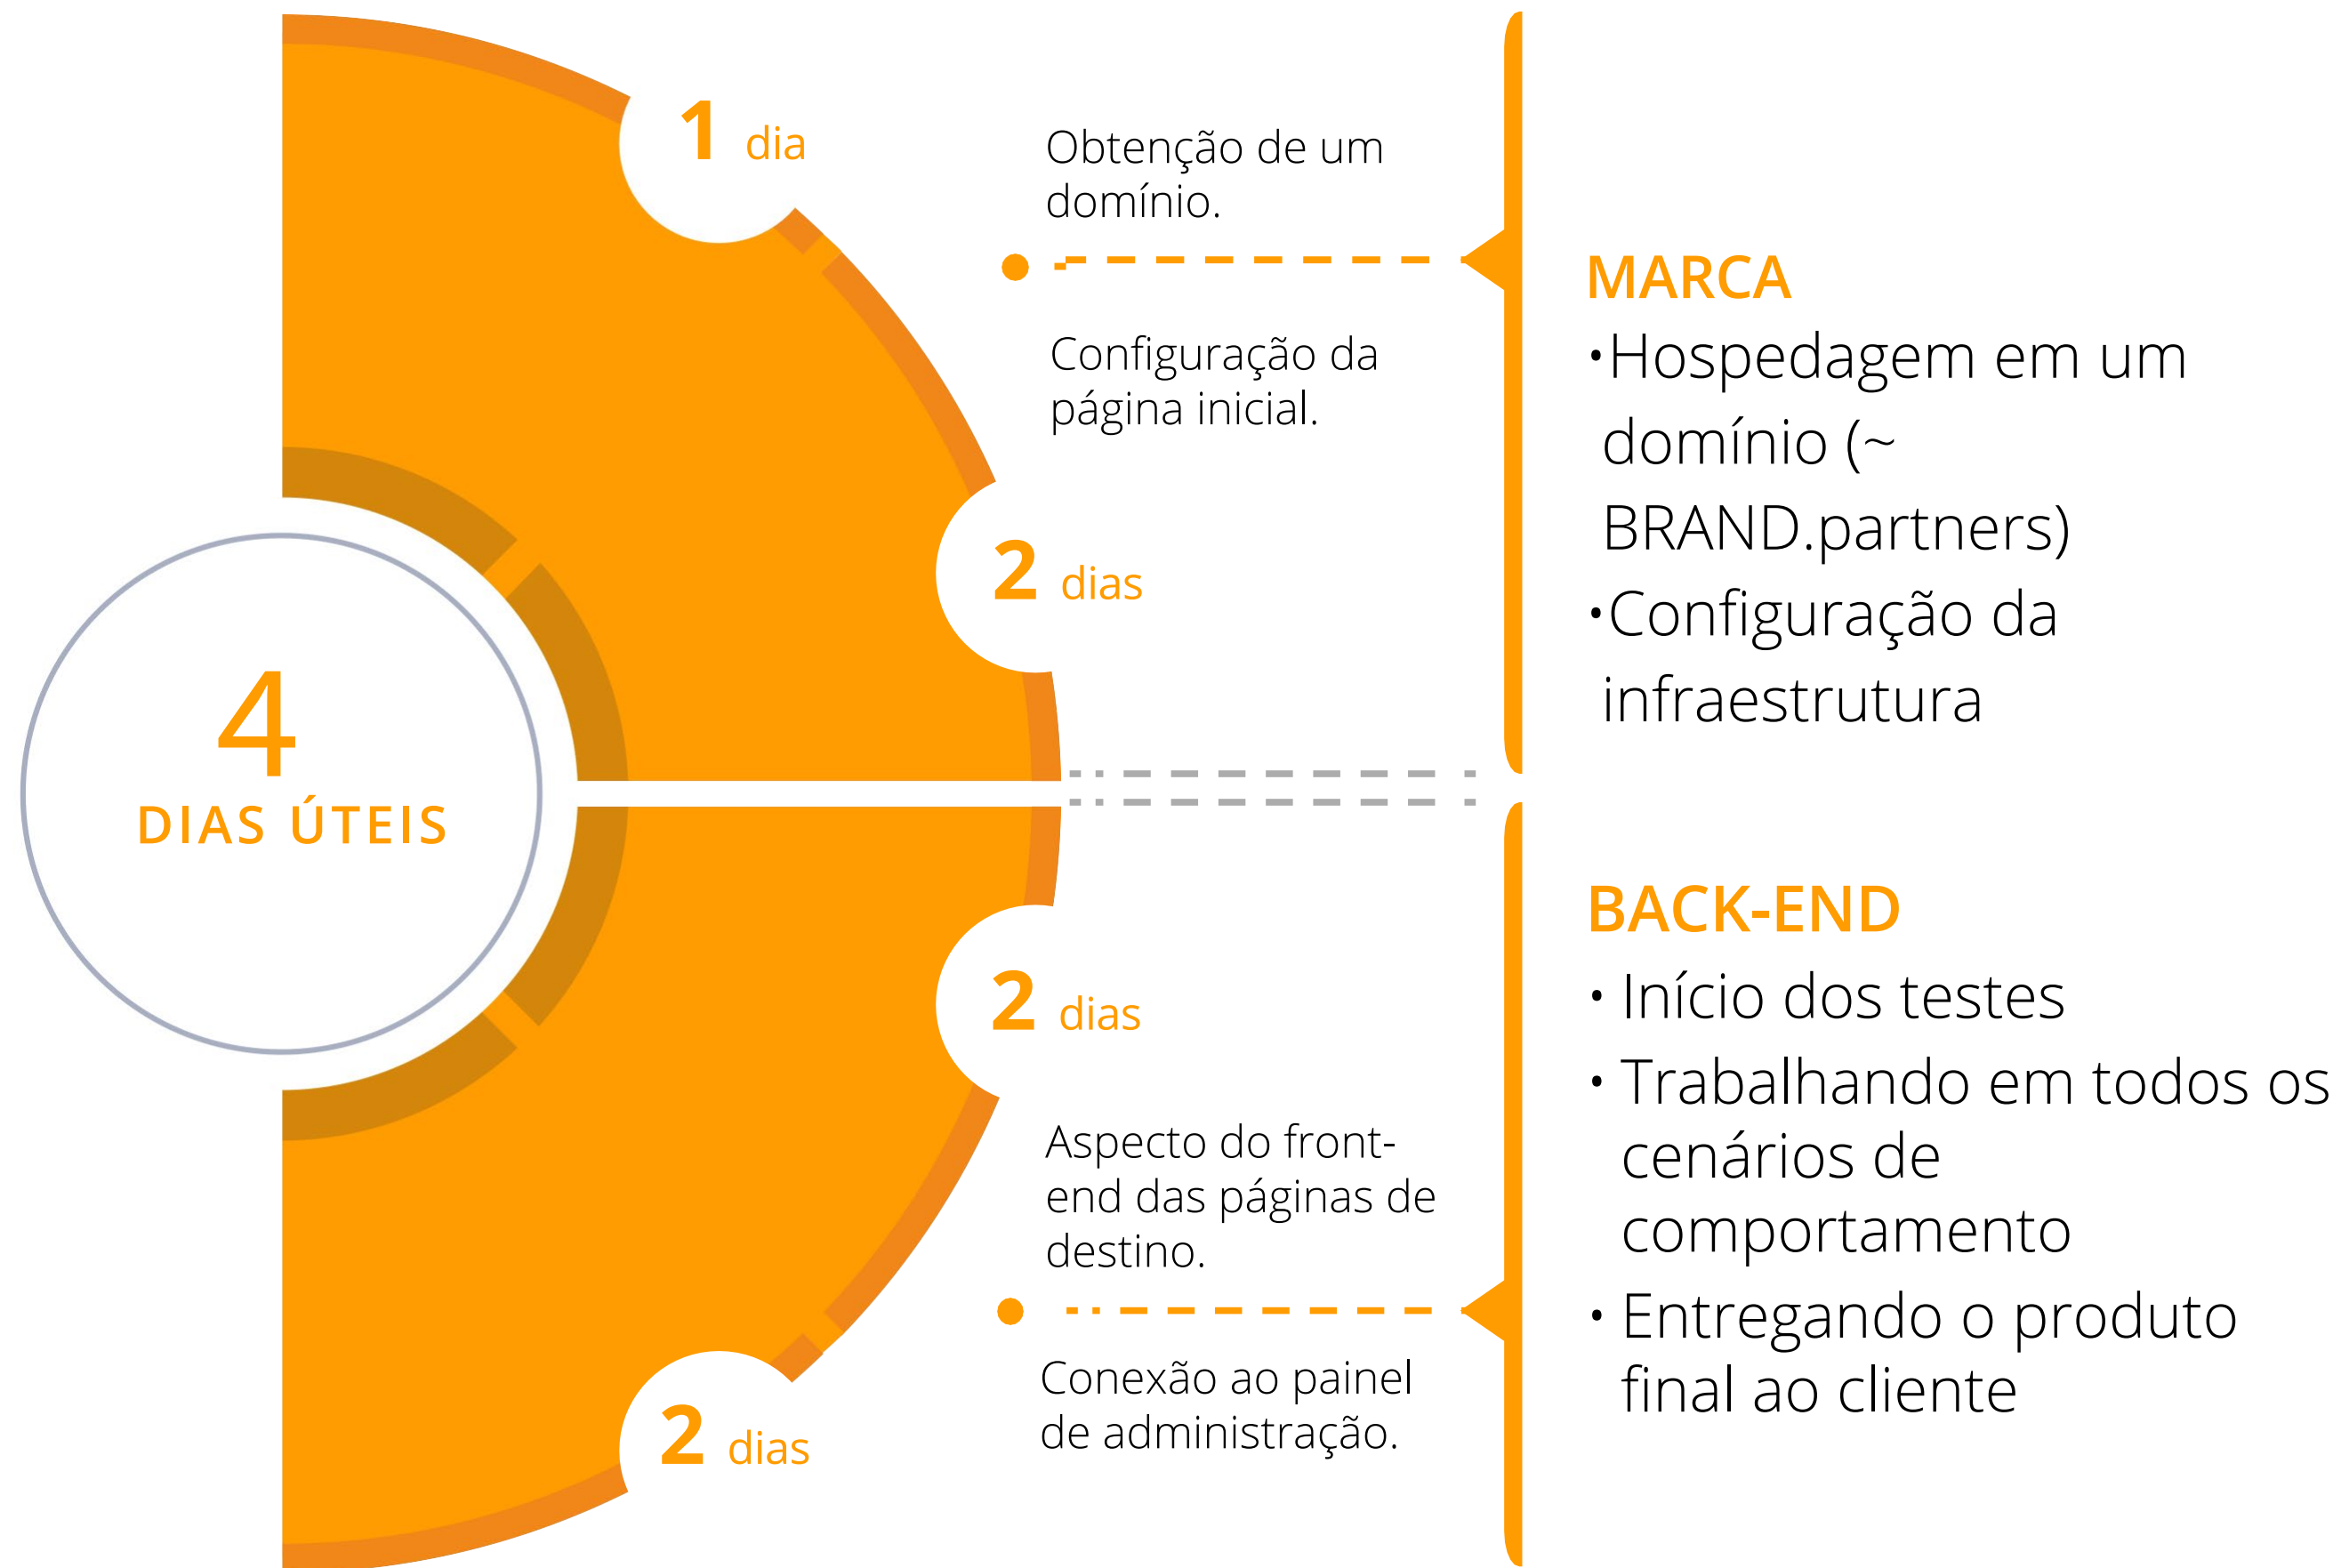 4
DIAS ÚTEIS
1 dia
Obtenção de um
domínio.
Configuração da
página inicial.
2 dias
2 dias
Aspecto do front-
end das páginas de
destino.
Conexão ao painel
de administração.
2 dias
MARCA
•Hospedagem em um
domínio (~
BRAND.partners)
•Configuração da
infraestrutura
BACK-END
• Início dos testes
• Trabalhando em todos os
cenários de
comportamento
• Entregando o produto
final ao cliente